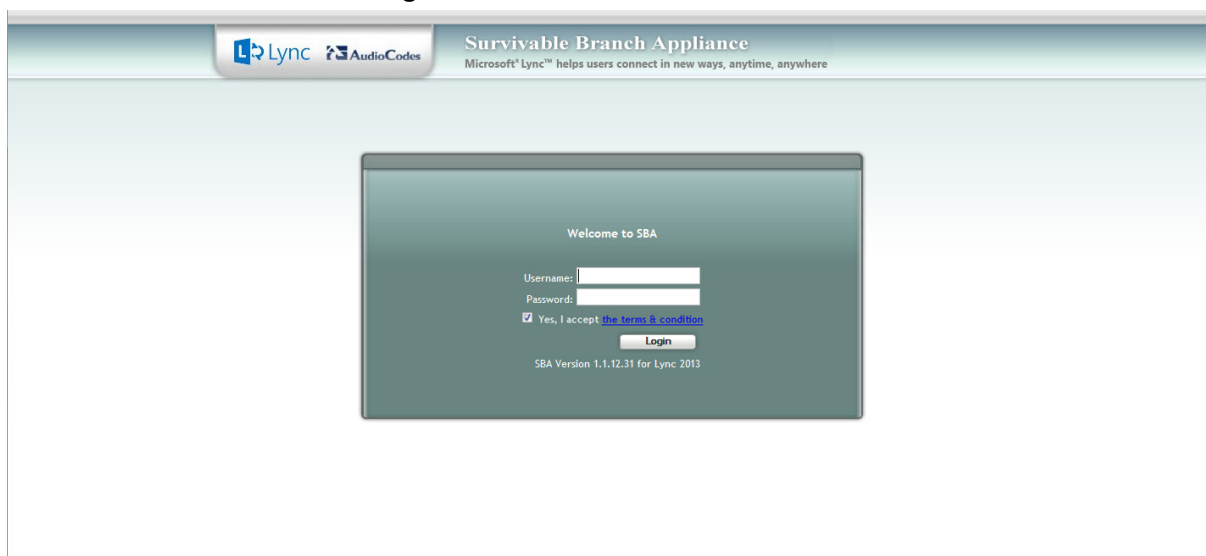 Lync AudioCodes
Survivable Branch Appliance
Microsoft® Lync™ helps users connect in new ways, anytime, anywhere
Welcome to SBA
Username:
Password:
Yes, I accept the terms & condition
Login
SBA Version 1.1.12.31 for Lync 2013